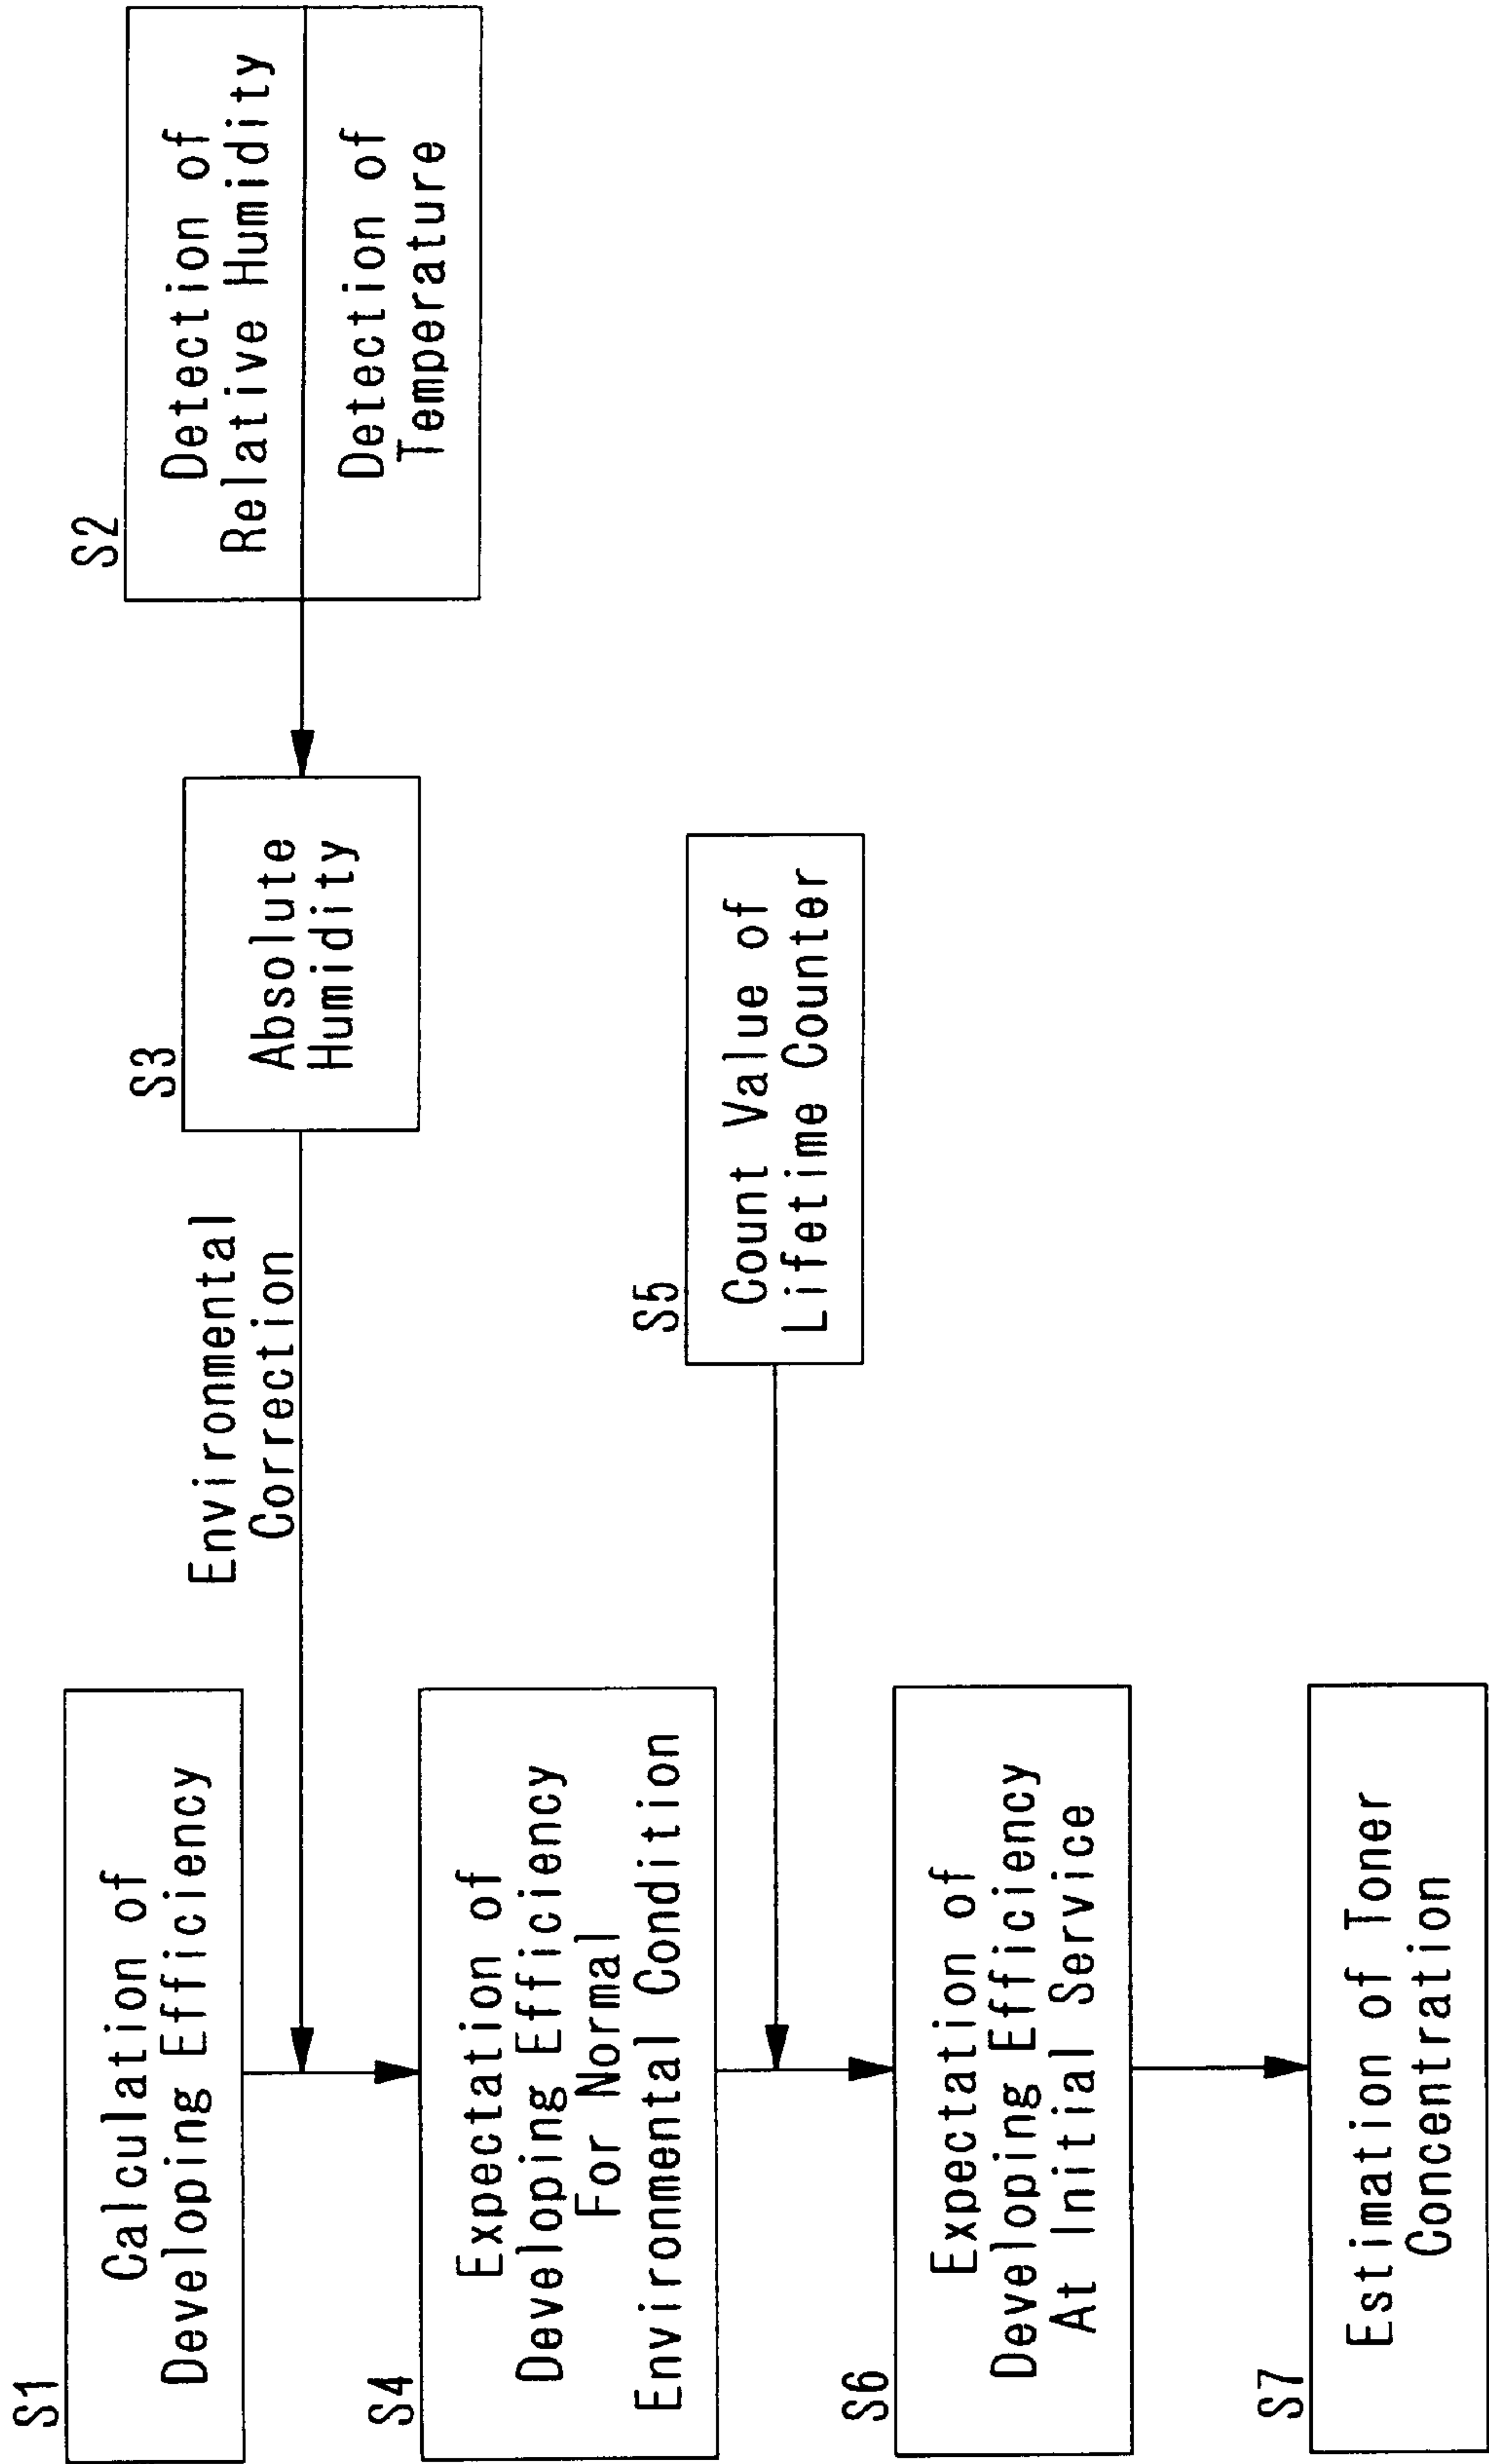 S1
Calculation of
Developing Efficiency
S2
Detection of
Relative Humidity
Detection of
Temperature
S3
Absolute
Humidity
Environmental
Correction
S4
Expectation of
Developing Efficiency
For Normal
Environmental Condition
S5
Count Value of
Lifetime Counter
S6
Expectation of
Developing Efficiency
At Initial Service
S7
Estimation of Toner
Concentration